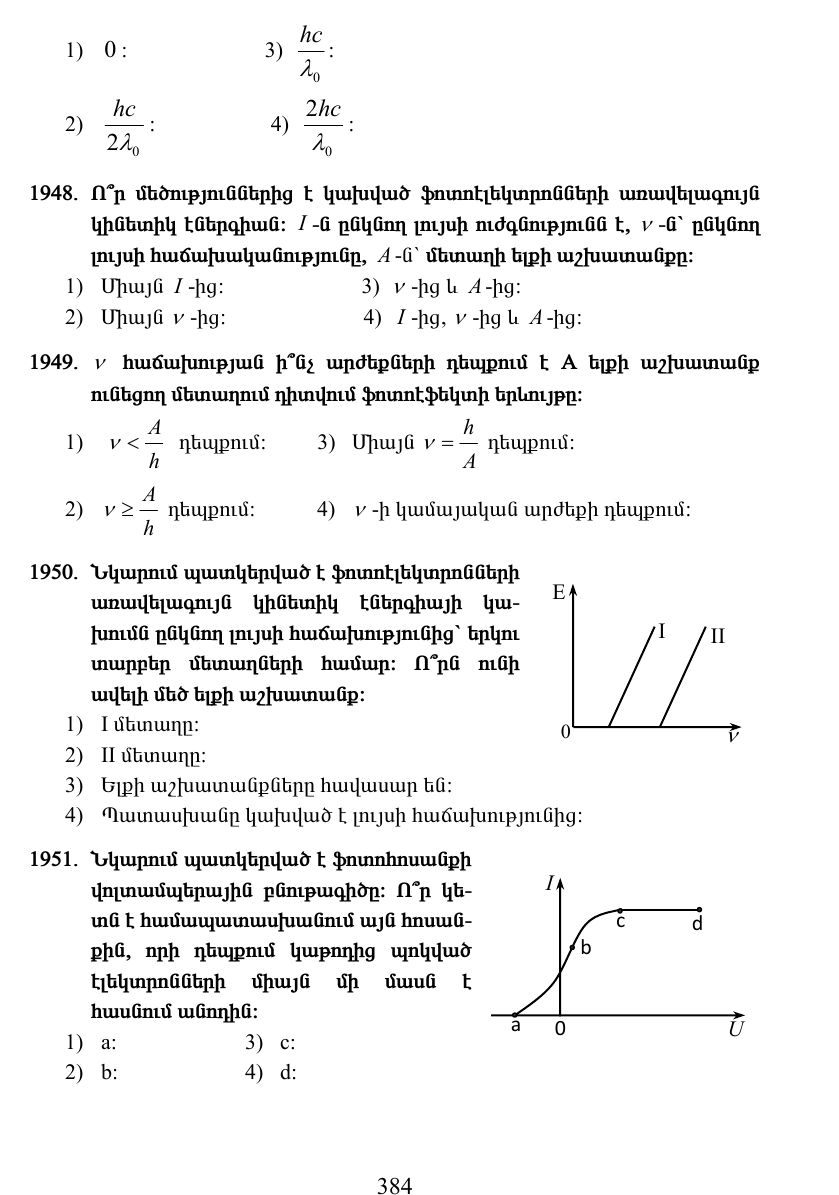 1) 0 : 3) hc/λ₀ :
2) hc/2λ₀ : 4) 2hc/λ₀ :
1948. Ո՞ր մեծություններից է կախված ֆոտոէլեկտրոնների առավելագույն
կինետիկ էներգիան: I -ն ընկնող լույսի ուժգնությունն է, ν -ն՝ ընկնող
լույսի հաճախականությունը, A -ն՝ մետաղի ելքի աշխատանքը:
1) Միայն I -ից: 3) ν -ից և A -ից:
2) Միայն ν -ից: 4) I -ից, ν -ից և A -ից:
1949. ν հաճախության ի՞նչ արժեքների դեպքում է A ելքի աշխատանք
ունեցող մետաղում դիտվում ֆոտոէֆեկտի երևույթը:
1) ν < A/h դեպքում: 3) Միայն ν = h/A դեպքում:
2) ν ≥ A/h դեպքում: 4) ν -ի կամայական արժեքի դեպքում:
1950. Նկարում պատկերված է ֆոտոէլեկտրոնների
առավելագույն կինետիկ էներգիայի կա-
խումն ընկնող լույսի հաճախությունից՝ երկու
տարբեր մետաղների համար: Ո՞րն ունի
ավելի մեծ ելքի աշխատանք:
1) I մետաղը:
2) II մետաղը:
3) Ելքի աշխատանքները հավասար են:
4) Պատասխանը կախված է լույսի հաճախությունից:
E
I
II
0
ν
1951. Նկարում պատկերված է ֆոտոհոսանքի
վոլտամպերային բնութագիծը: Ո՞ր կե-
տն է համապատասխանում այն հոսան-
քին, որի դեպքում կաթոդից պոկված
էլեկտրոնների միայն մի մասն է
հասնում անոդին:
1) a: 3) c:
2) b: 4) d:
I
c
d
b
a
0
U
384